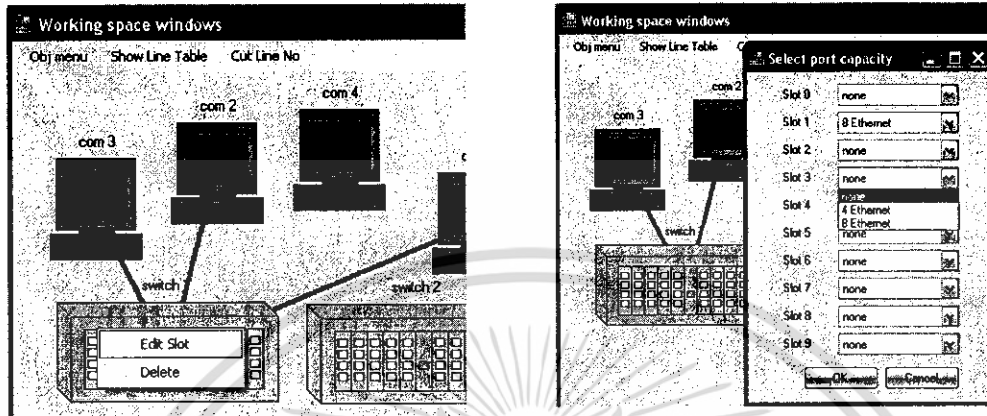 Working space windows
Obj menu Show Line Table Cut Line No
com 4
com 2
com 3
switch
switch 2
Edit Slot
Delete
Working space windows
Obj menu Show Line Table
com 2
com 3
switch
Select port capacity
Slot 0 none
Slot 1 8 Ethernet
Slot 2 none
Slot 3 none
none
Slot 4
4 Ethernet
8 Ethernet
Slot 5 none
Slot 6 none
Slot 7 none
Slot 8 none
Slot 9 none
OK Cancel